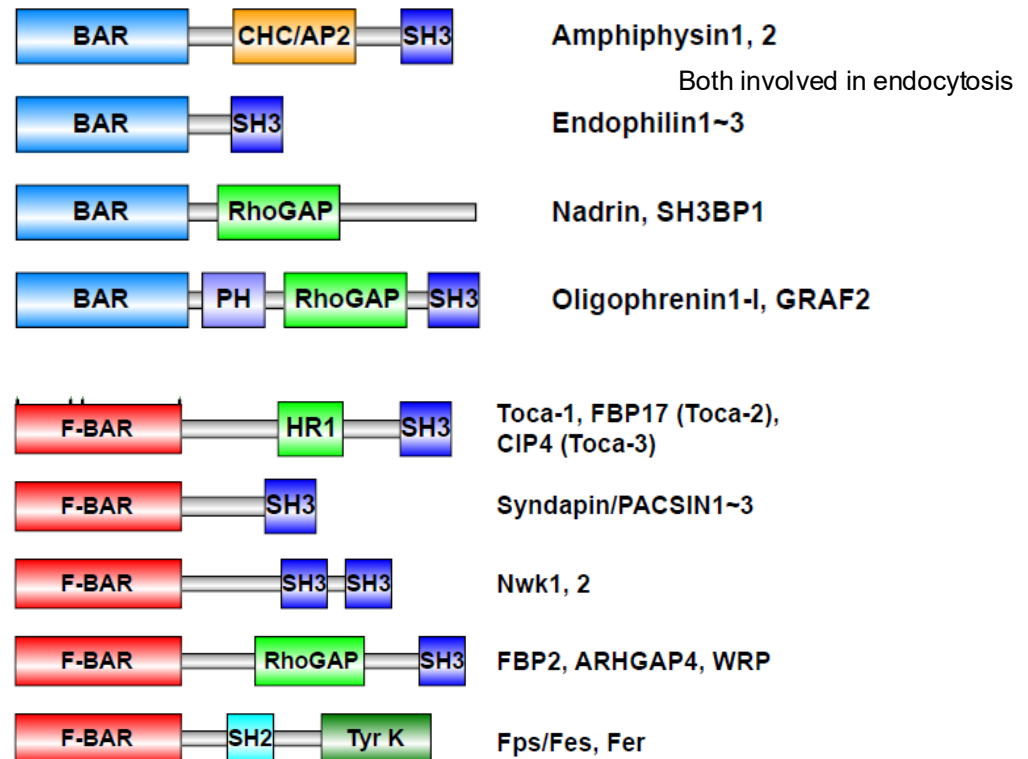 BAR CHC/AP2 SH3 Amphiphysin1, 2
Both involved in endocytosis
BAR SH3 Endophilin1~3
BAR RhoGAP Nadrin, SH3BP1
BAR PH RhoGAP SH3 Oligophrenin1-I, GRAF2
F-BAR HR1 SH3 Toca-1, FBP17 (Toca-2),
CIP4 (Toca-3)
F-BAR SH3 Syndapin/PACSIN1~3
F-BAR SH3 SH3 Nwk1, 2
F-BAR RhoGAP SH3 FBP2, ARHGAP4, WRP
F-BAR SH2 Tyr K Fps/Fes, Fer